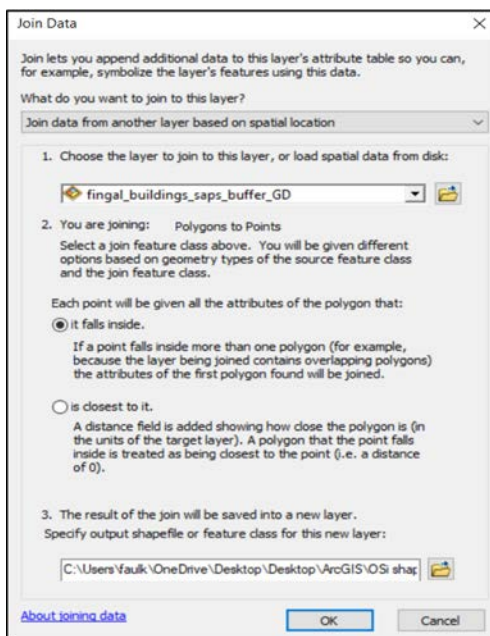 Join Data
Join lets you append additional data to this layer's attribute table so you can,
for example, symbolize the layer's features using this data.
What do you want to join to this layer?
Join data from another layer based on spatial location
1. Choose the layer to join to this layer, or load spatial data from disk:
fingal_buildings_saps_buffer_GD
2. You are joining: Polygons to Points
Select a join feature class above. You will be given different
options based on geometry types of the source feature class
and the join feature class.
Each point will be given all the attributes of the polygon that:
it falls inside.
If a point falls inside more than one polygon (for example,
because the layer being joined contains overlapping polygons)
the attributes of the first polygon found will be joined.
is closest to it.
A distance field is added showing how close the polygon is (in
the units of the target layer). A polygon that the point falls
inside is treated as being closest to the point (i.e. a distance
of 0).
3. The result of the join will be saved into a new layer.
Specify output shapefile or feature class for this new layer:
C:\Users\faulk\OneDrive\Desktop\Desktop\ArcGIS\OSi shap
About joining data
OK
Cancel